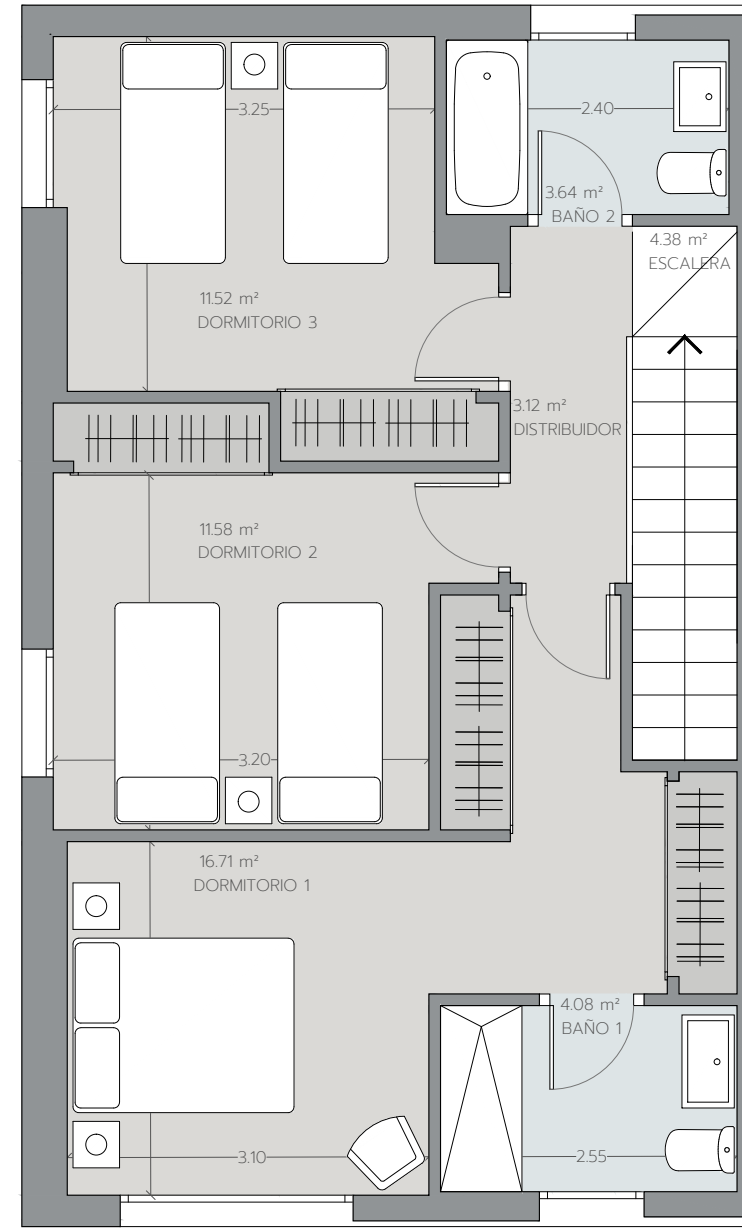 3.25
2.40
3.64 m²
BAÑO 2
4.38 m²
ESCALERA
11.52 m²
DORMITORIO 3
3.12 m²
DISTRIBUIDOR
11.58 m²
DORMITORIO 2
3.20
16.71 m²
DORMITORIO 1
4.08 m²
BAÑO 1
3.10
2.55